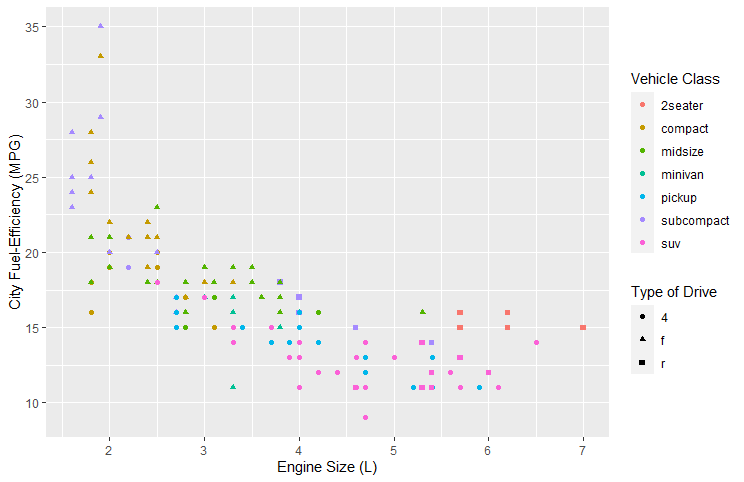 35
30
25
20
15
10
City Fuel-Efficiency (MPG)
2 3 4 5 6 7
Engine Size (L)
Vehicle Class
2seater
compact
midsize
minivan
pickup
subcompact
suv
Type of Drive
4
f
r